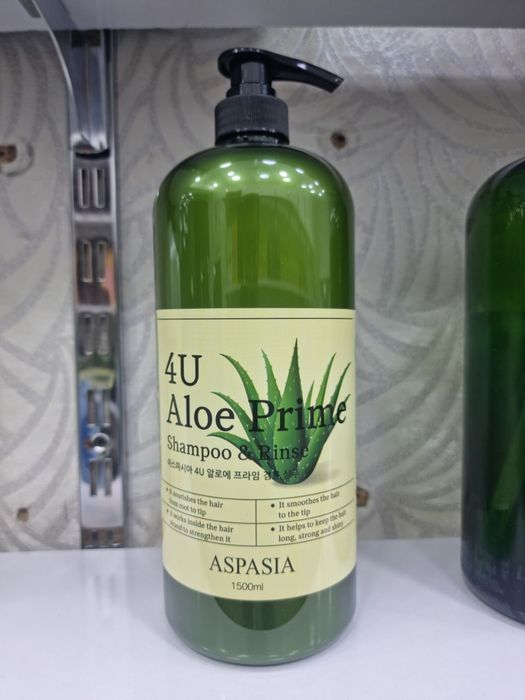 4U
Aloe Prime
Shampoo & Rinse
아스파시아 4U 알로에 프라임 겸용 샴푸
• It nourishes the hair
from root to tip
• It works inside the hair
strand to strengthen it
• It smoothes the hair
to the tip
• It helps to keep the hair
long, strong and shiny
ASPASIA
1500ml